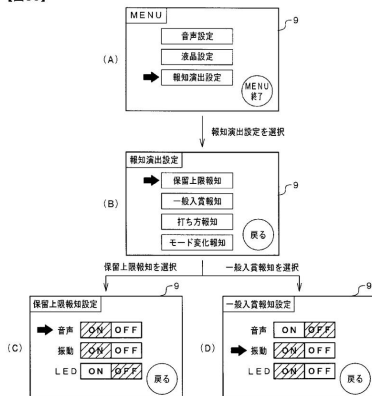 MENU
9
音声設定
液晶設定
(A)
報知演出設定
MENU
終了
報知演出設定を選択
報知演出設定
9
保留上限報知
一般入賞報知
(B)
打ち方報知
戻る
モード変化報知
保留上限報知を選択
一般入賞報知を選択
9
保留上限報知設定
音声 ON OFF
(C)
振動 ON OFF
LED ON OFF
戻る
9
一般入賞報知設定
音声 ON OFF
(D)
振動 ON OFF
LED ON OFF
戻る